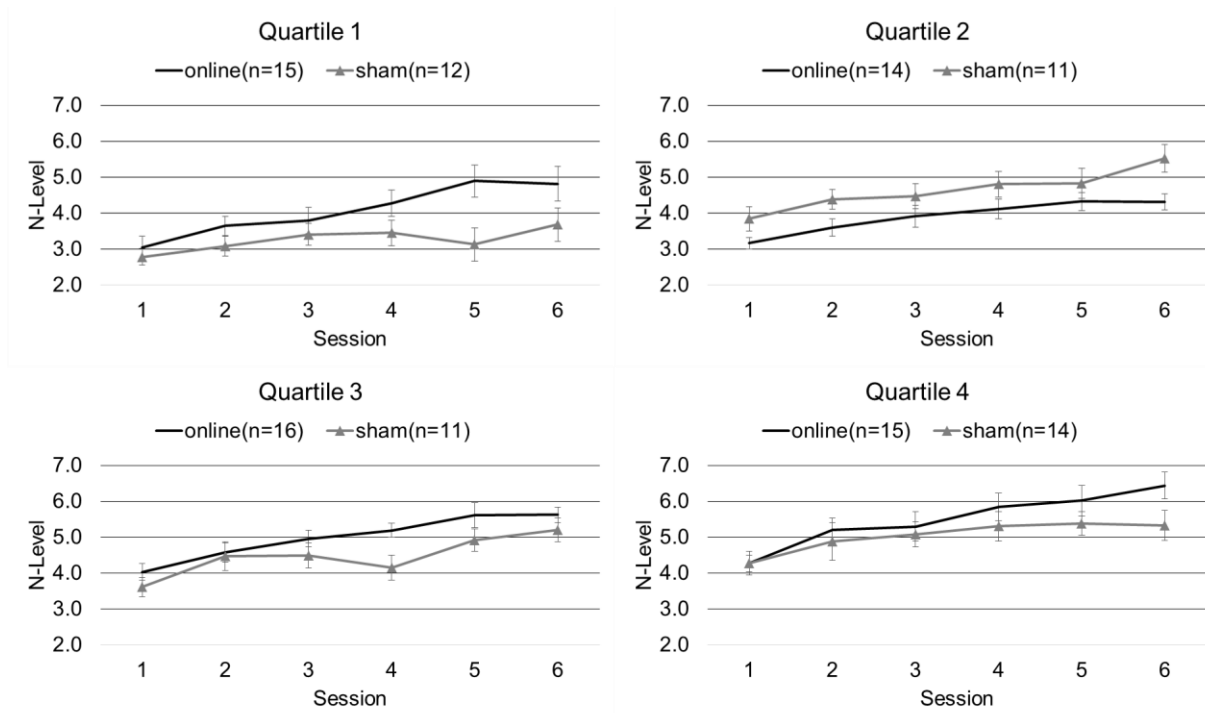 Quartile 1
online(n=15) sham(n=12)
7.0
6.0
5.0
4.0
3.0
2.0
N-Level
1 2 3 4 5 6
Session
Quartile 2
online(n=14) sham(n=11)
7.0
6.0
5.0
4.0
3.0
2.0
N-Level
1 2 3 4 5 6
Session
Quartile 3
online(n=16) sham(n=11)
7.0
6.0
5.0
4.0
3.0
2.0
N-Level
1 2 3 4 5 6
Session
Quartile 4
online(n=15) sham(n=14)
7.0
6.0
5.0
4.0
3.0
2.0
N-Level
1 2 3 4 5 6
Session